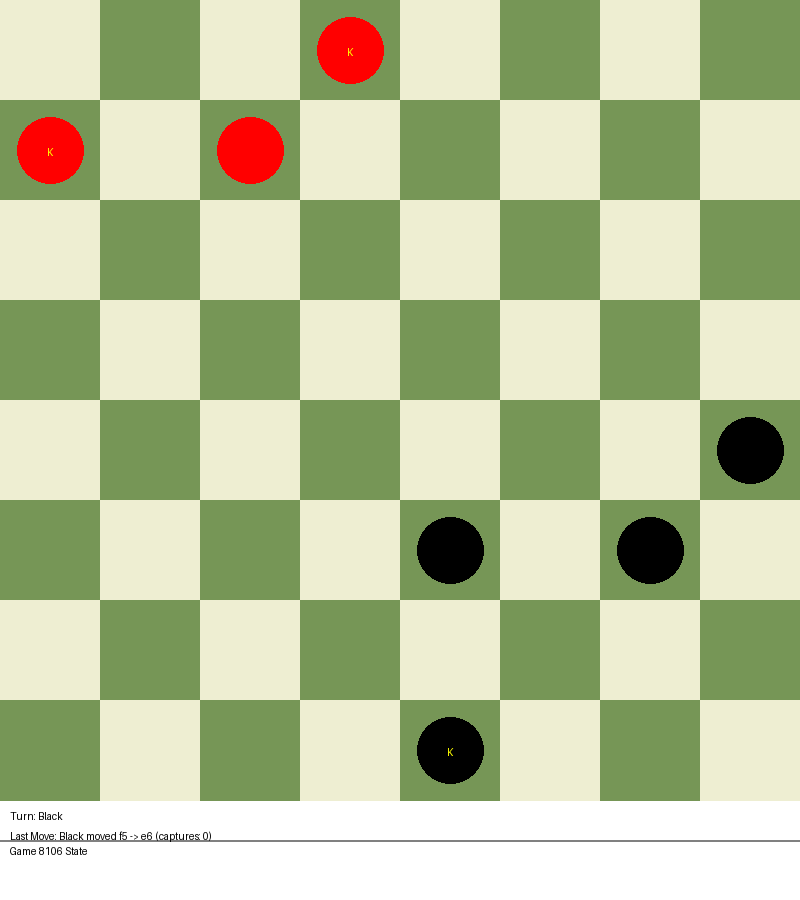 K
K
K
Turn: Black
Last Move: Black moved f5 -> e6 (captures: 0)
Game 8106 State